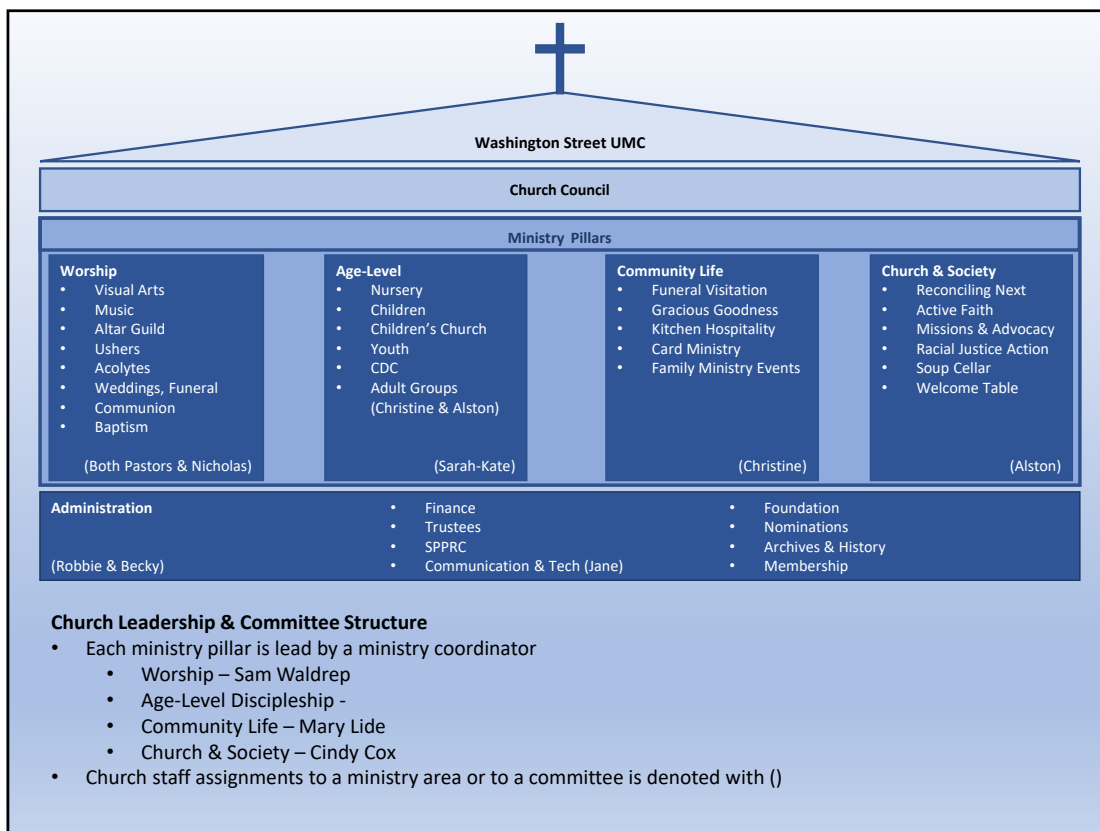 Washington Street UMC
Church Council
Ministry Pillars
Worship
• Visual Arts
• Music
• Altar Guild
• Ushers
• Acolytes
• Weddings, Funeral
• Communion
• Baptism
(Both Pastors & Nicholas)
Age-Level
• Nursery
• Children
• Children’s Church
• Youth
• CDC
• Adult Groups
(Christine & Alston)
(Sarah-Kate)
Community Life
• Funeral Visitation
• Gracious Goodness
• Kitchen Hospitality
• Card Ministry
• Family Ministry Events
(Christine)
Church & Society
• Reconciling Next
• Active Faith
• Missions & Advocacy
• Racial Justice Action
• Soup Cellar
• Welcome Table
(Alston)
Administration
(Robbie & Becky)
• Finance
• Trustees
• SPPRC
• Communication & Tech (Jane)
• Foundation
• Nominations
• Archives & History
• Membership
Church Leadership & Committee Structure
• Each ministry pillar is lead by a ministry coordinator
• Worship – Sam Waldrep
• Age-Level Discipleship -
• Community Life – Mary Lide
• Church & Society – Cindy Cox
• Church staff assignments to a ministry area or to a committee is denoted with ()